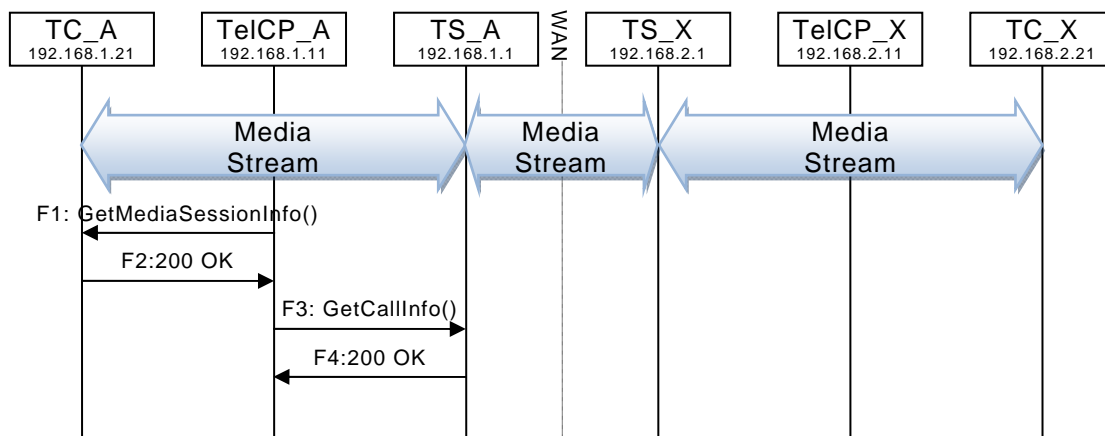 TC_A
192.168.1.21
TelCP_A
192.168.1.11
TS_A
192.168.1.1
WAN
TS_X
192.168.2.1
TelCP_X
192.168.2.11
TC_X
192.168.2.21
Media
Stream
Media
Stream
Media
Stream
F1: GetMediaSessionInfo()
F2:200 OK
F3: GetCallInfo()
F4:200 OK